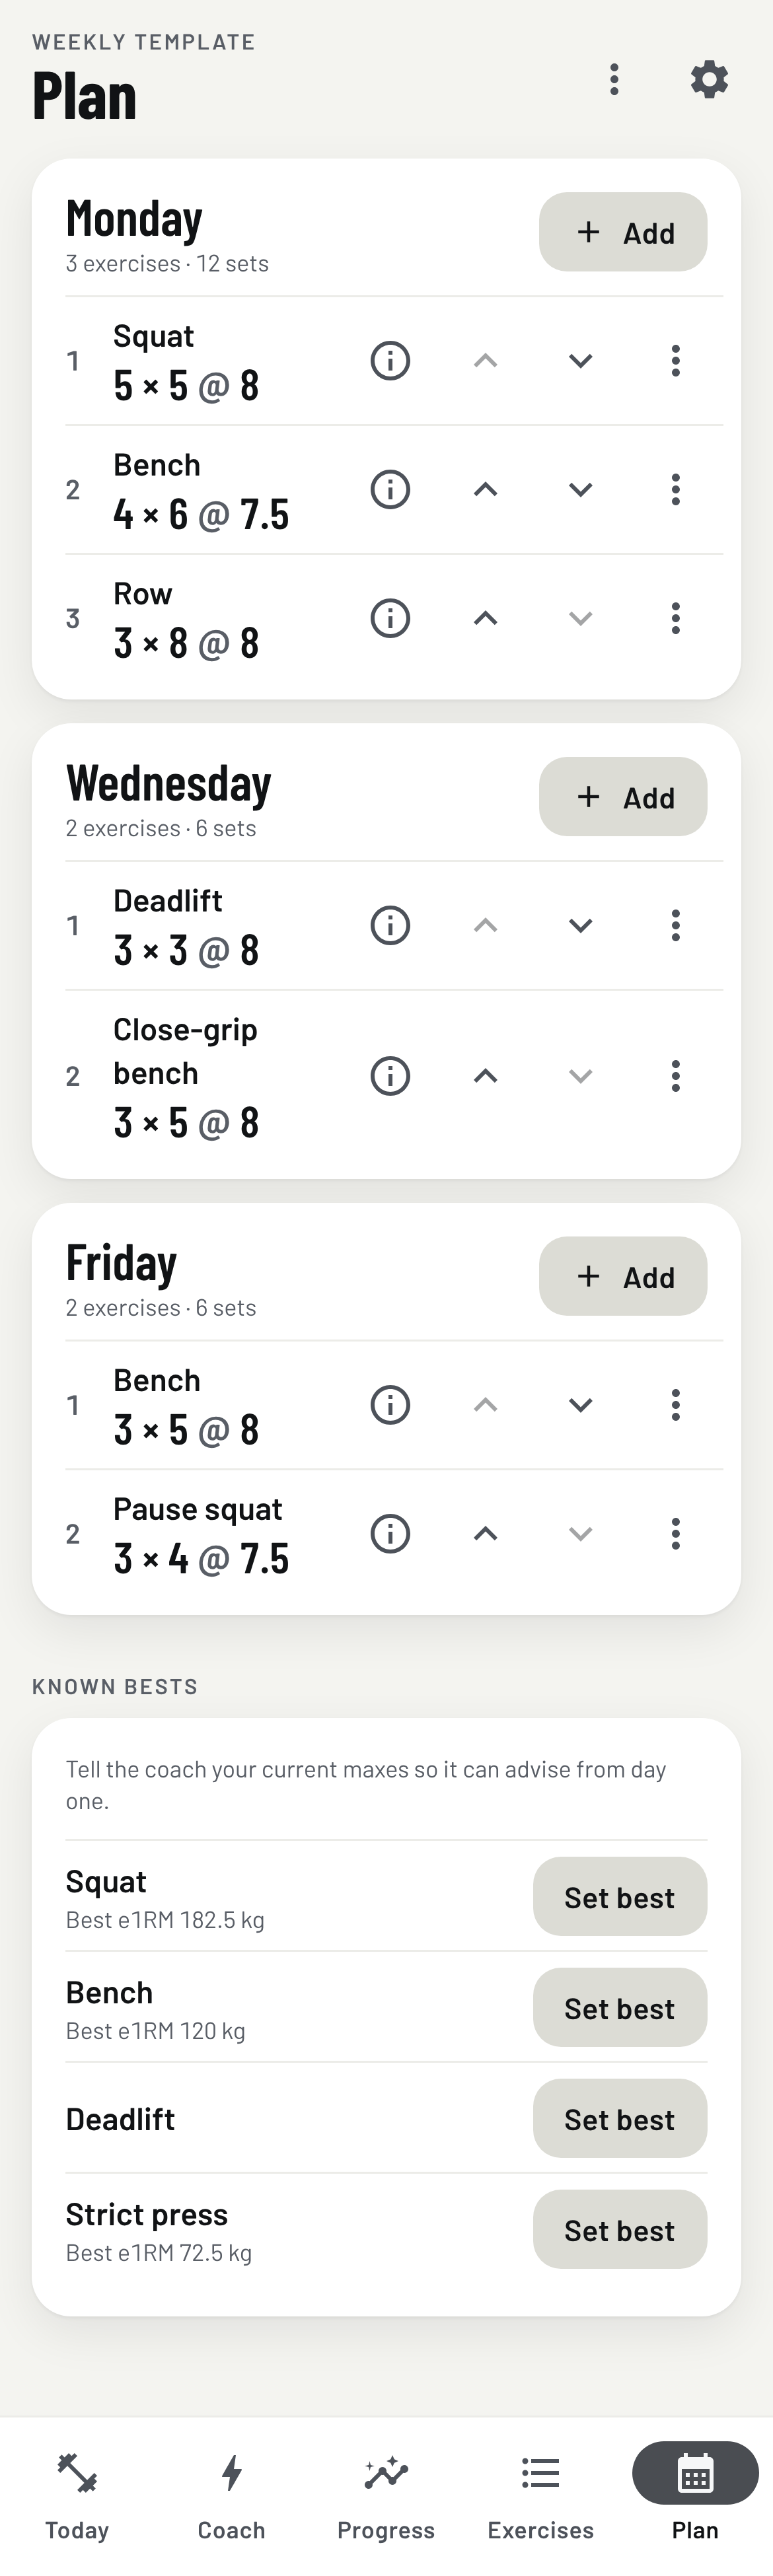 WEEKLY TEMPLATE
Plan
Monday
3 exercises · 12 sets
+ Add
1
Squat
5 × 5 @ 8
2
Bench
4 × 6 @ 7.5
3
Row
3 × 8 @ 8
Wednesday
2 exercises · 6 sets
+ Add
1
Deadlift
3 × 3 @ 8
2
Close-grip
bench
3 × 5 @ 8
Friday
2 exercises · 6 sets
+ Add
1
Bench
3 × 5 @ 8
2
Pause squat
3 × 4 @ 7.5
KNOWN BESTS
Tell the coach your current maxes so it can advise from day
one.
Squat
Best e1RM 182.5 kg
Set best
Bench
Best e1RM 120 kg
Set best
Deadlift
Set best
Strict press
Best e1RM 72.5 kg
Set best
Today
Coach
Progress
Exercises
Plan